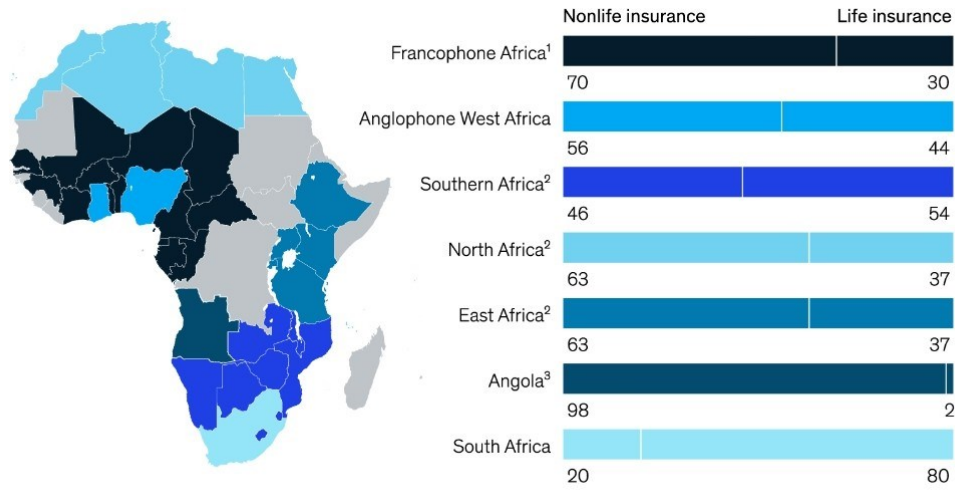 Nonlife insurance Life insurance
Francophone Africa¹
70 30
Anglophone West Africa
56 44
Southern Africa²
46 54
North Africa²
63 37
East Africa²
63 37
Angola³
98 2
South Africa
20 80